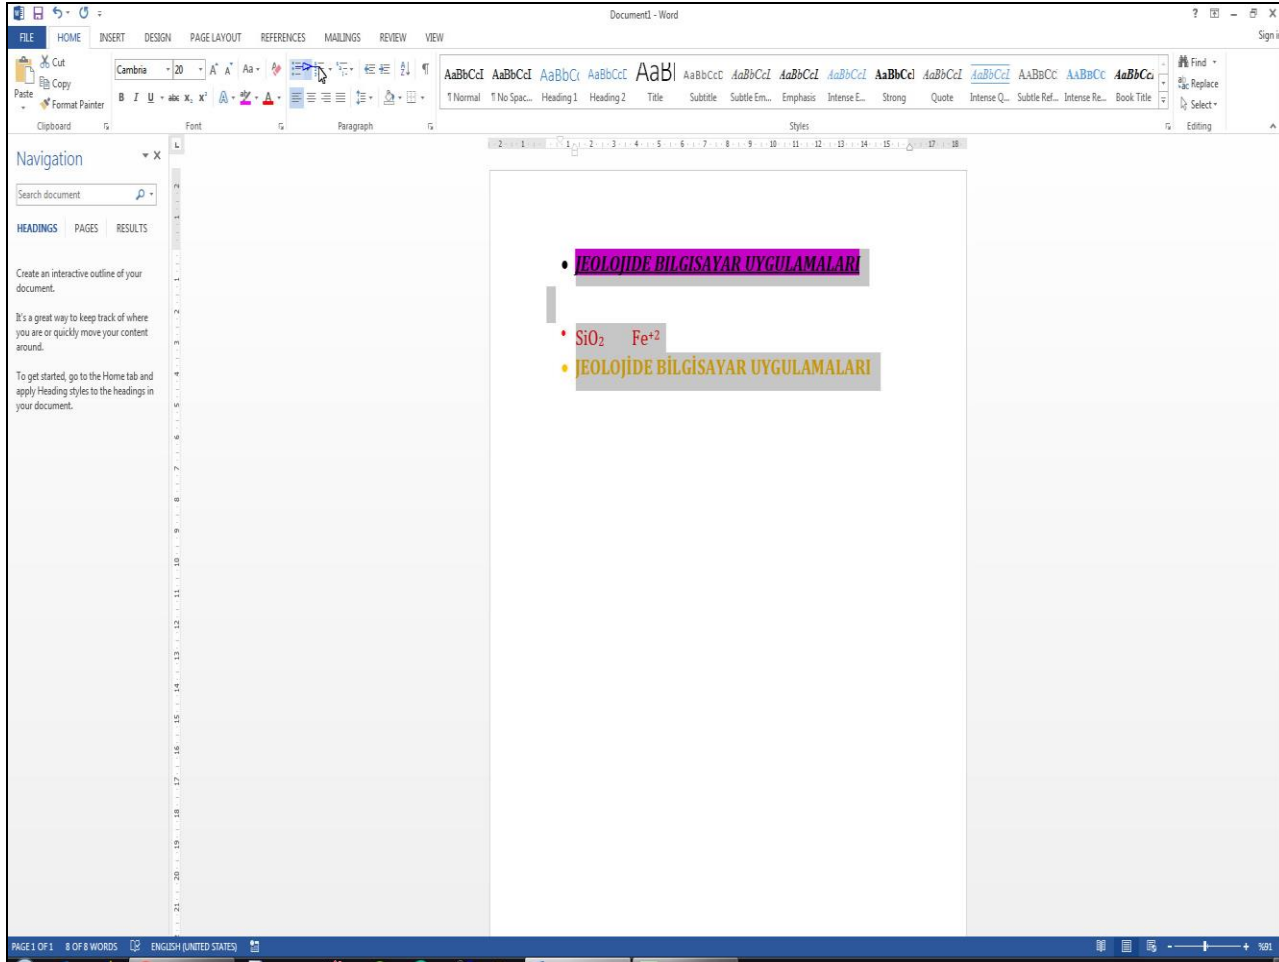 Document1 - Word
FILE HOME INSERT DESIGN PAGE LAYOUT REFERENCES MAILINGS REVIEW VIEW
Paste
Cut
Copy
Format Painter
Clipboard
Cambria 20
Font
Paragraph
AaBbCcI AaBbCcI AaBbCc AaBbCcC AaBI AaBbCcC AaBbCcI AaBbCcI AaBbCcI AaBbCcI AaBbCcI AaBbCcI AABBCC AABBCC AaBbCc
¶ Normal ¶ No Spac... Heading 1 Heading 2 Title Subtitle Subtle Em... Emphasis Intense E... Strong Quote Intense Q... Subtle Ref... Intense Re... Book Title
Styles
Find
Replace
Select
Editing
Navigation
Search document
HEADINGS PAGES RESULTS
Create an interactive outline of your
document.
It's a great way to keep track of where
you are or quickly move your content
around.
To get started, go to the Home tab and
apply Heading styles to the headings in
your document.
• JEOLOJIDE BILGISAYAR UYGULAMALARI
• SiO₂ Fe⁺²
• JEOLOJİDE BİLGİSAYAR UYGULAMALARI
PAGE 1 OF 1 8 OF 8 WORDS ENGLISH (UNITED STATES) %91